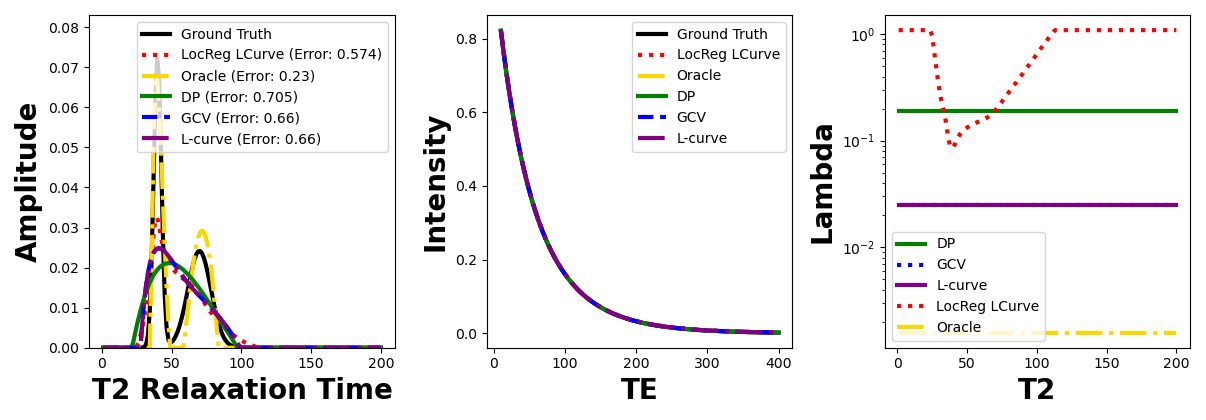 Amplitude
0.08
0.07
0.06
0.05
0.04
0.03
0.02
0.01
0.00
Ground Truth
LocReg LCurve (Error: 0.574)
Oracle (Error: 0.23)
DP (Error: 0.705)
GCV (Error: 0.66)
L-curve (Error: 0.66)
0 50 100 150 200
T2 Relaxation Time
Intensity
0.8
0.6
0.4
0.2
0.0
Ground Truth
LocReg LCurve
Oracle
DP
GCV
L-curve
0 100 200 300 400
TE
Lambda
10⁰
10⁻¹
10⁻²
DP
GCV
L-curve
LocReg LCurve
Oracle
0 50 100 150 200
T2